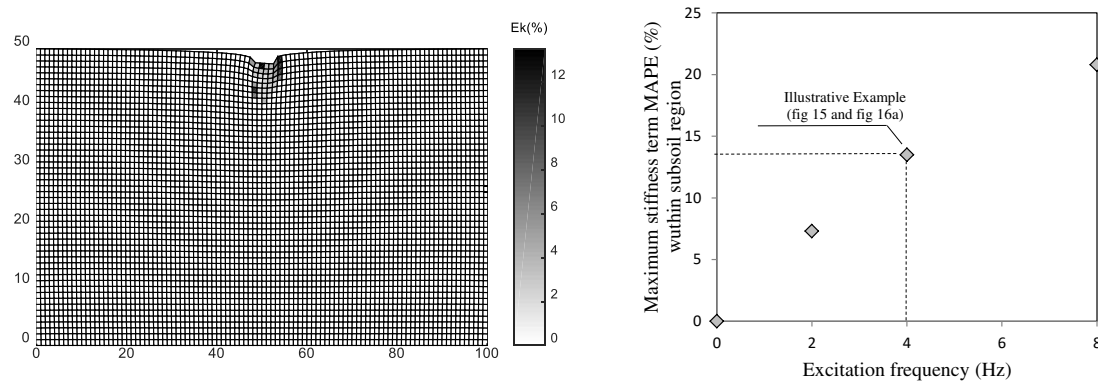 Ek(%)
50
40
30
20
10
0
0 20 40 60 80 100
12
10
8
6
4
2
0
Maximum stiffness term MAPE (%)
wuthin subsoil region
25
20
15
10
5
0
Illustrative Example
(fig 15 and fig 16a)
0 2 4 6 8
Excitation frequency (Hz)